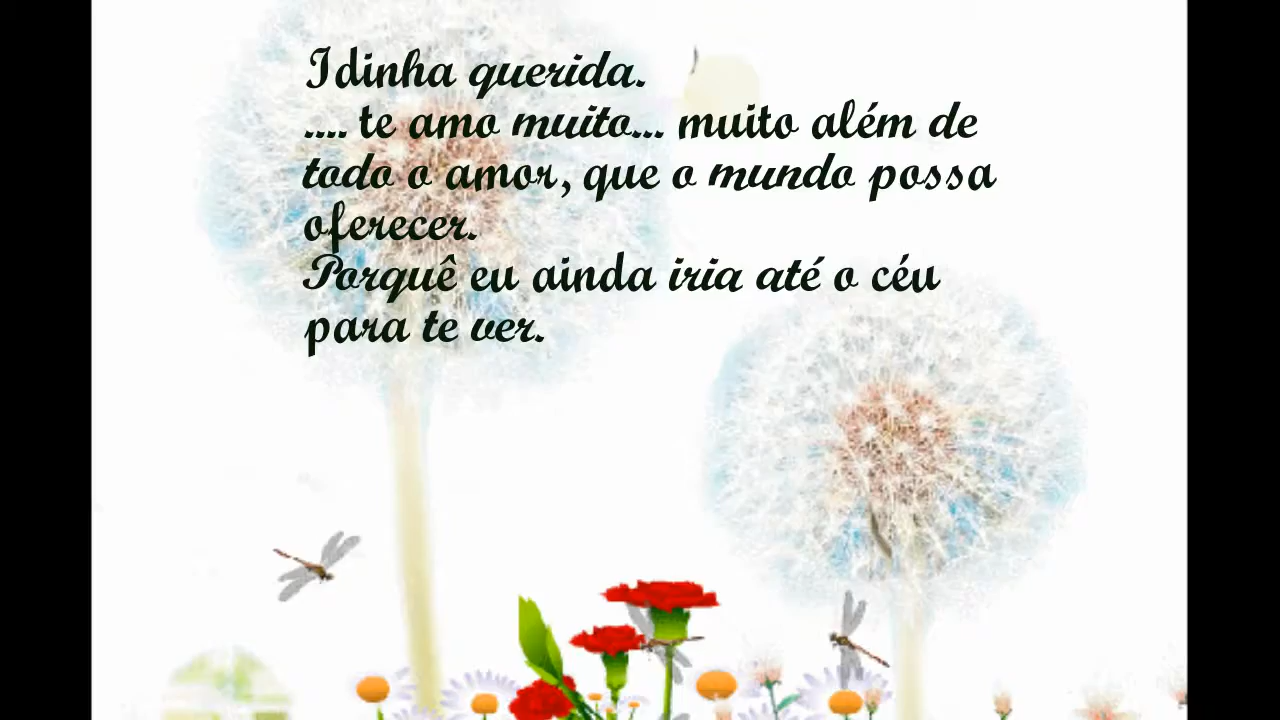 Idinha querida.
.... te amo muito... muito além de
todo o amor, que o mundo possa
oferecer.
Porquê eu ainda iria até o céu
para te ver.